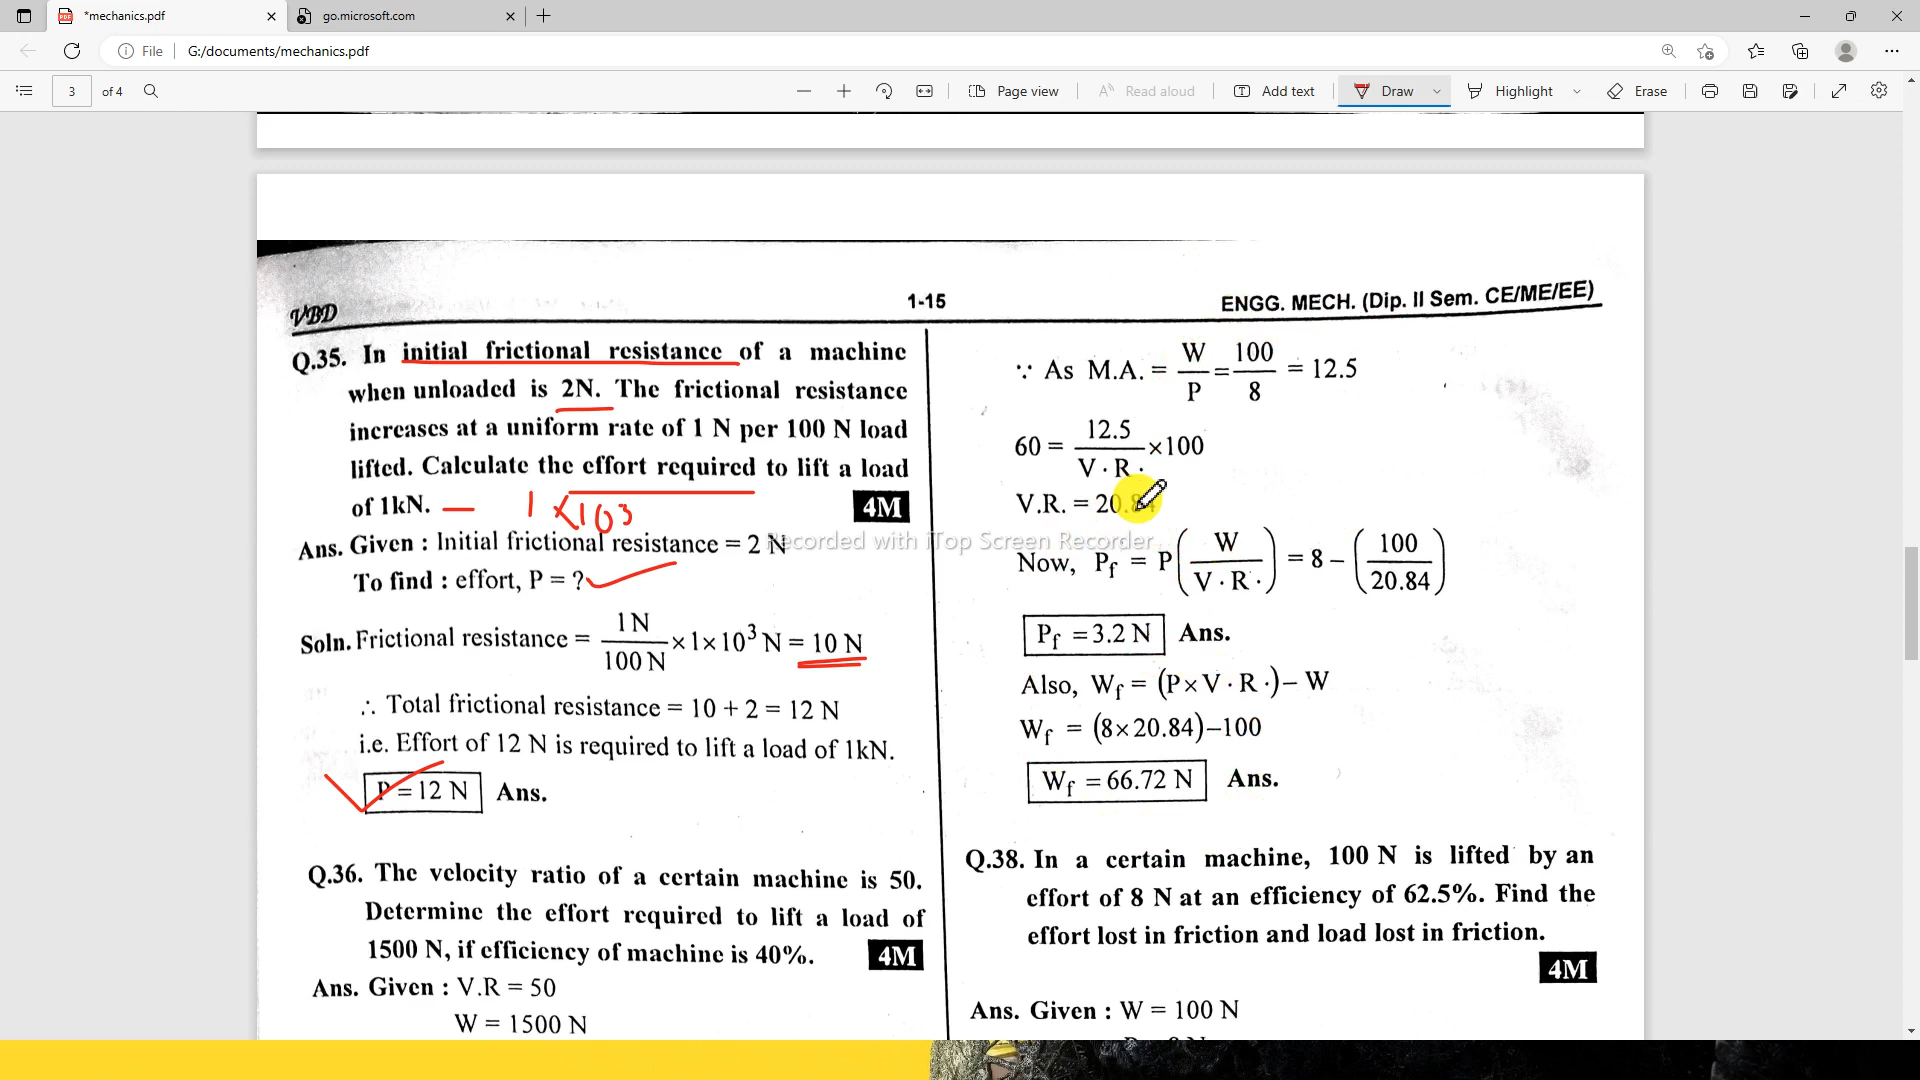 *mechanics.pdf
go.microsoft.com
File
G:/documents/mechanics.pdf
3
of 4
Page view
Read aloud
Add text
Draw
Highlight
Erase
VBD
1-15
ENGG. MECH. (Dip. II Sem. CE/ME/EE)
Q.35. In initial frictional resistance of a machine
when unloaded is 2N. The frictional resistance
increases at a uniform rate of 1 N per 100 N load
lifted. Calculate the effort required to lift a load
of 1kN. — 1 ×10³
4M
Ans. Given : Initial frictional resistance = 2 N
To find : effort, P = ?
Soln. Frictional resistance = 1N/100 N × 1 × 10³ N = 10 N
∴ Total frictional resistance = 10 + 2 = 12 N
i.e. Effort of 12 N is required to lift a load of 1kN.
P = 12 N Ans.
Q.36. The velocity ratio of a certain machine is 50.
Determine the effort required to lift a load of
1500 N, if efficiency of machine is 40%.
4M
Ans. Given : V.R = 50
W = 1500 N
∵ As M.A. = W/P = 100/8 = 12.5
60 = 12.5/V·R· ×100
V.R. = 20.84
Now, Pf = P(W/V·R·) = 8 – (100/20.84)
Pf = 3.2 N Ans.
Also, Wf = (P×V·R·)– W
Wf = (8×20.84)–100
Wf = 66.72 N Ans.
Q.38. In a certain machine, 100 N is lifted by an
effort of 8 N at an efficiency of 62.5%. Find the
effort lost in friction and load lost in friction.
4M
Ans. Given : W = 100 N
Recorded with iTop Screen Recorder